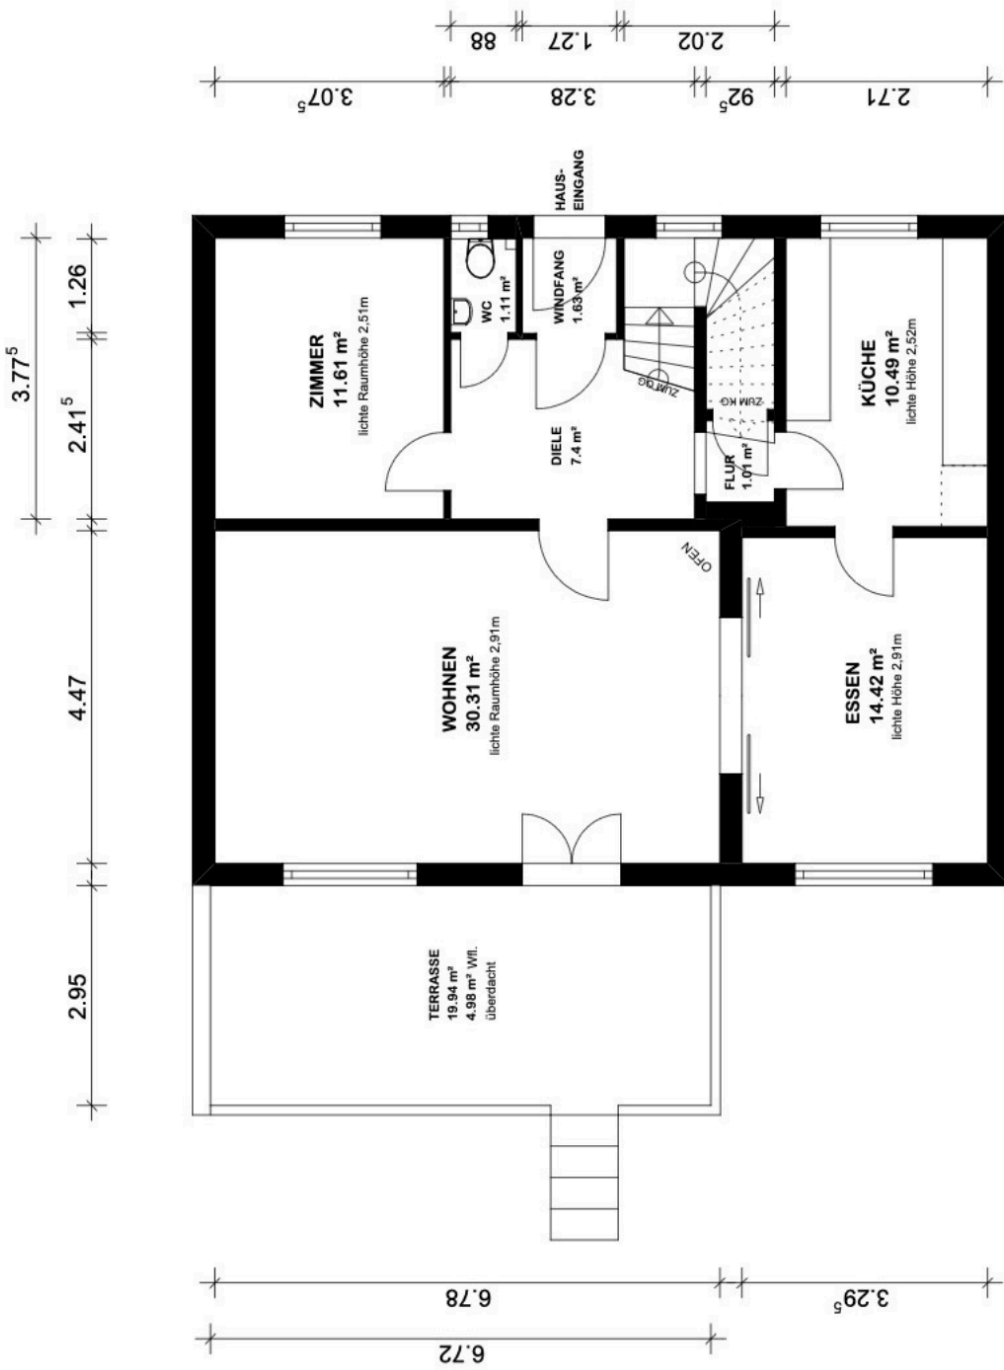 88
1.27
2.02
3.07⁵
3.28
92⁵
2.71
HAUS-
EINGANG
3.77⁵
1.26
2.41⁵
4.47
2.95
ZIMMER
11.61 m²
lichte Raumhöhe 2,51m
WC
1.11 m²
WINDFANG
1.63 m²
ZUM OG
ZUM KG
DIELE
7.4 m²
FLUR
1.01 m²
KÜCHE
10.49 m²
lichte Höhe 2,52m
OFEN
WOHNEN
30.31 m²
lichte Raumhöhe 2,91m
ESSEN
14.42 m²
lichte Höhe 2,91m
TERRASSE
19.94 m²
4.98 m² Wfl.
überdacht
6.78
3.29⁵
6.72